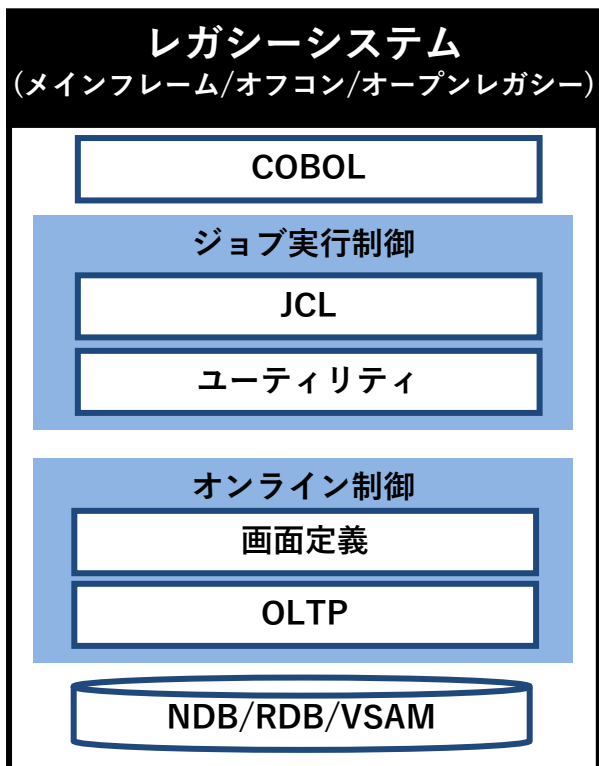 レガシーシステム
(メインフレーム/オフコン/オープンレガシー)
COBOL
ジョブ実行制御
JCL
ユーティリティ
オンライン制御
画面定義
OLTP
NDB/RDB/VSAM